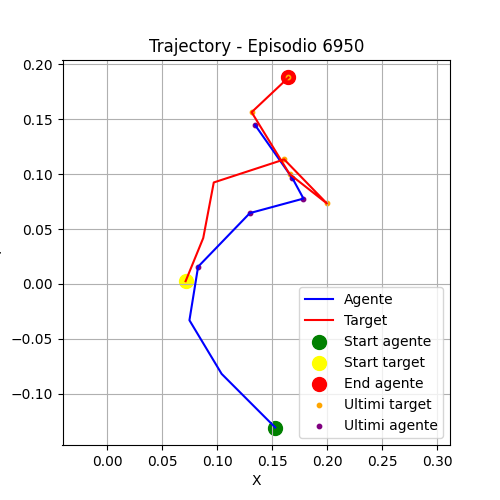 Trajectory - Episodio 6950
0.20
0.15
0.10
0.05
0.00
−0.05
−0.10
0.00 0.05 0.10 0.15 0.20 0.25 0.30
X
Agente
Target
Start agente
Start target
End agente
Ultimi target
Ultimi agente